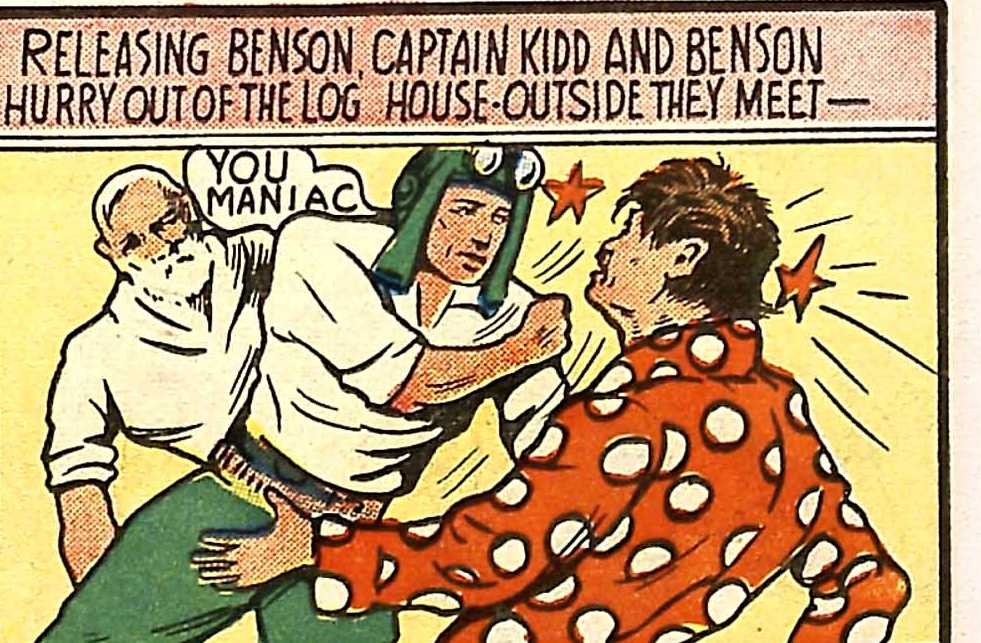 RELEASING BENSON, CAPTAIN KIDD AND BENSON
HURRY OUT OF THE LOG HOUSE-OUTSIDE THEY MEET—
YOU
MANIAC